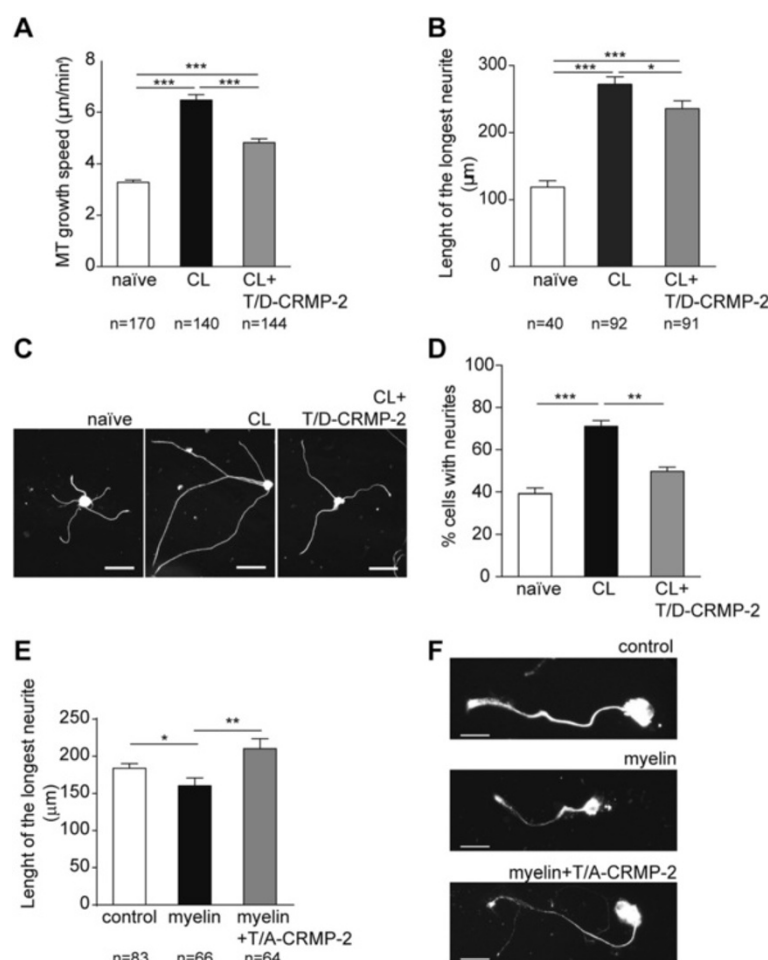 A
MT growth speed (µm/min)
8
6
4
2
0
***
*** ***
naïve CL CL+
T/D-CRMP-2
n=170 n=140 n=144
B
Lenght of the longest neurite
(µm)
300
200
100
0
***
*** *
naïve CL CL+
T/D-CRMP-2
n=40 n=92 n=91
C
naïve CL CL+
T/D-CRMP-2
D
% cells with neurites
100
80
60
40
20
0
*** **
naïve CL CL+
T/D-CRMP-2
E
Lenght of the longest neurite
(µm)
250
200
150
100
50
0
* **
control myelin myelin
+T/A-CRMP-2
n=83 n=66 n=64
F
control
myelin
myelin+T/A-CRMP-2